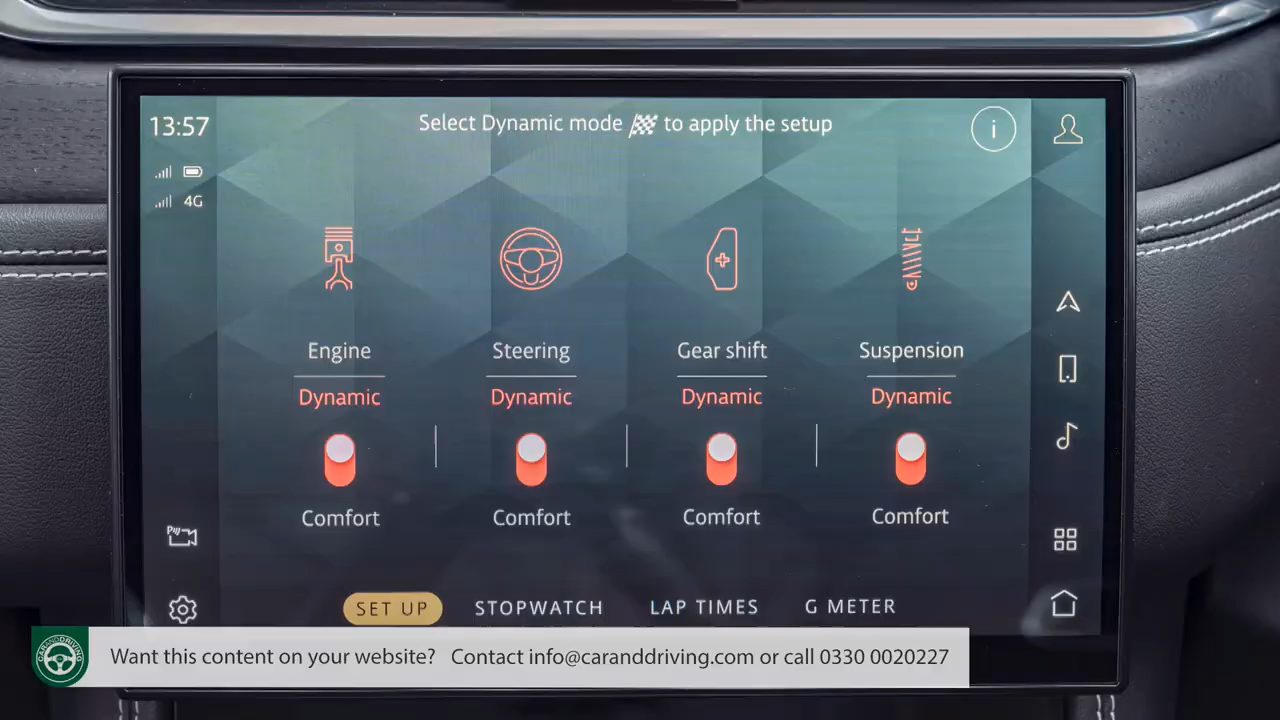 13:57
Select Dynamic mode to apply the setup
i
4G
Engine
Steering
Gear shift
Suspension
Dynamic
Dynamic
Dynamic
Dynamic
Comfort
Comfort
Comfort
Comfort
SET UP
STOPWATCH
LAP TIMES
G METER
CARANDDRIVING
Want this content on your website? Contact info@caranddriving.com or call 0330 0020227